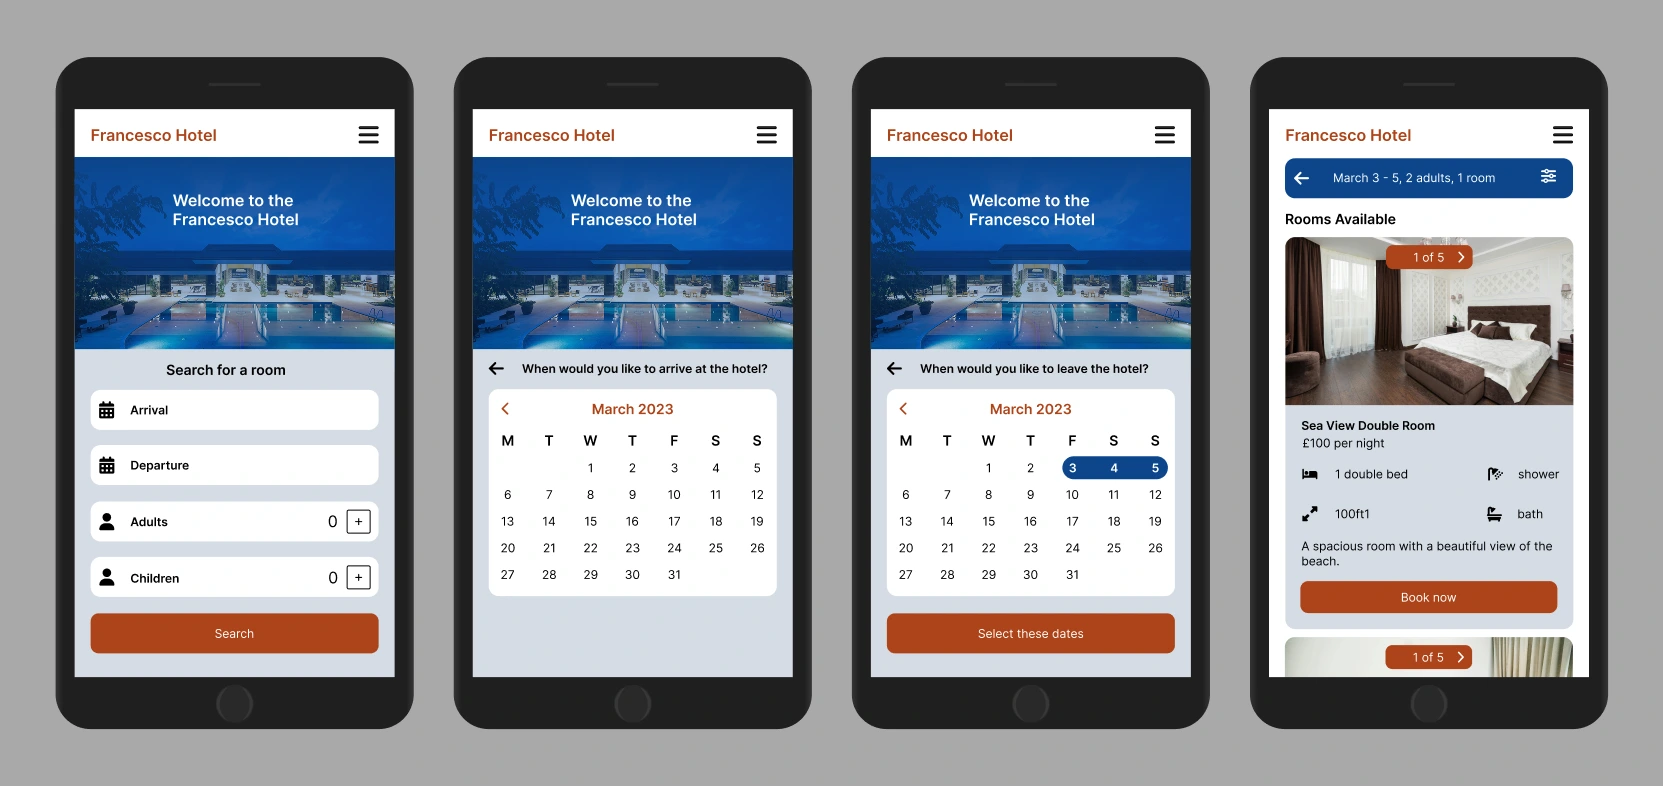 Francesco Hotel
Welcome to the
Francesco Hotel
Search for a room
Arrival
Departure
Adults 0 +
Children 0 +
Search
Francesco Hotel
Welcome to the
Francesco Hotel
When would you like to arrive at the hotel?
March 2023
M T W T F S S
1 2 3 4 5
6 7 8 9 10 11 12
13 14 15 16 17 18 19
20 21 22 23 24 25 26
27 28 29 30 31
Francesco Hotel
Welcome to the
Francesco Hotel
When would you like to leave the hotel?
March 2023
M T W T F S S
1 2 3 4 5
6 7 8 9 10 11 12
13 14 15 16 17 18 19
20 21 22 23 24 25 26
27 28 29 30 31
Select these dates
Francesco Hotel
March 3 - 5, 2 adults, 1 room
Rooms Available
1 of 5
Sea View Double Room
£100 per night
1 double bed shower
100ft1 bath
A spacious room with a beautiful view of the
beach.
Book now
1 of 5